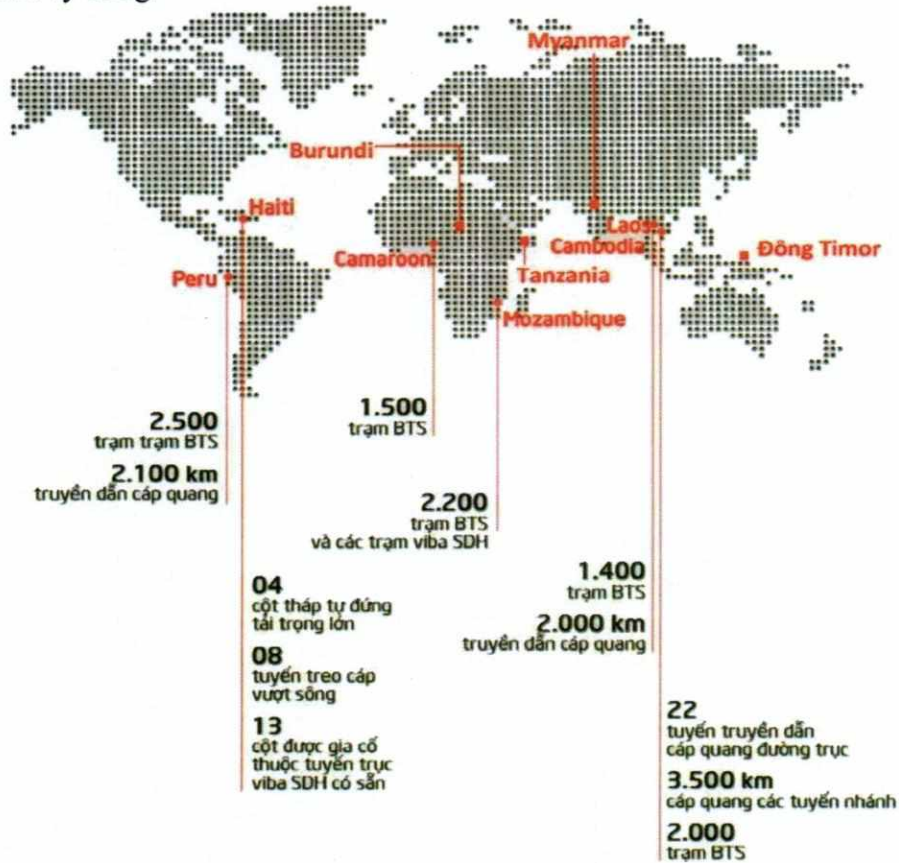 Myanmar
Burundi
Haiti
Laos
Camaroon
Cambodia
Đông Timor
Peru
Tanzania
Mozambique
2.500
trạm trạm BTS
2.100 km
truyền dẫn cáp quang
1.500
trạm BTS
2.200
trạm BTS
và các trạm viba SDH
04
cột tháp tự đứng
tải trọng lớn
08
tuyến treo cáp
vượt sông
13
cột được gia cố
thuộc tuyến trục
viba SDH có sẵn
1.400
trạm BTS
2.000 km
truyền dẫn cáp quang
22
tuyến truyền dẫn
cáp quang đường trục
3.500 km
cáp quang các tuyến nhánh
2.000
trạm BTS